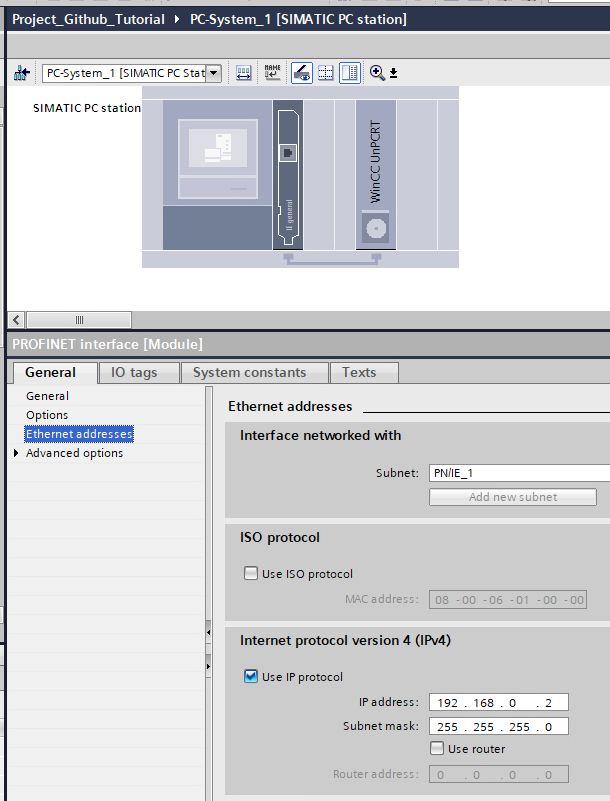 Project_Github_Tutorial ▸ PC-System_1 [SIMATIC PC station]
PC-System_1 [SIMATIC PC Stat
NAME
SIMATIC PC station
IE general
WinCC UnPCRT
PROFINET interface [Module]
General
IO tags
System constants
Texts
General
Options
Ethernet addresses
Advanced options
Ethernet addresses
Interface networked with
Subnet: PN/IE_1
Add new subnet
ISO protocol
Use ISO protocol
MAC address: 08 -00 -06 -01 -00 -00
Internet protocol version 4 (IPv4)
Use IP protocol
IP address: 192 . 168 . 0 . 2
Subnet mask: 255 . 255 . 255 . 0
Use router
Router address: 0 . 0 . 0 . 0